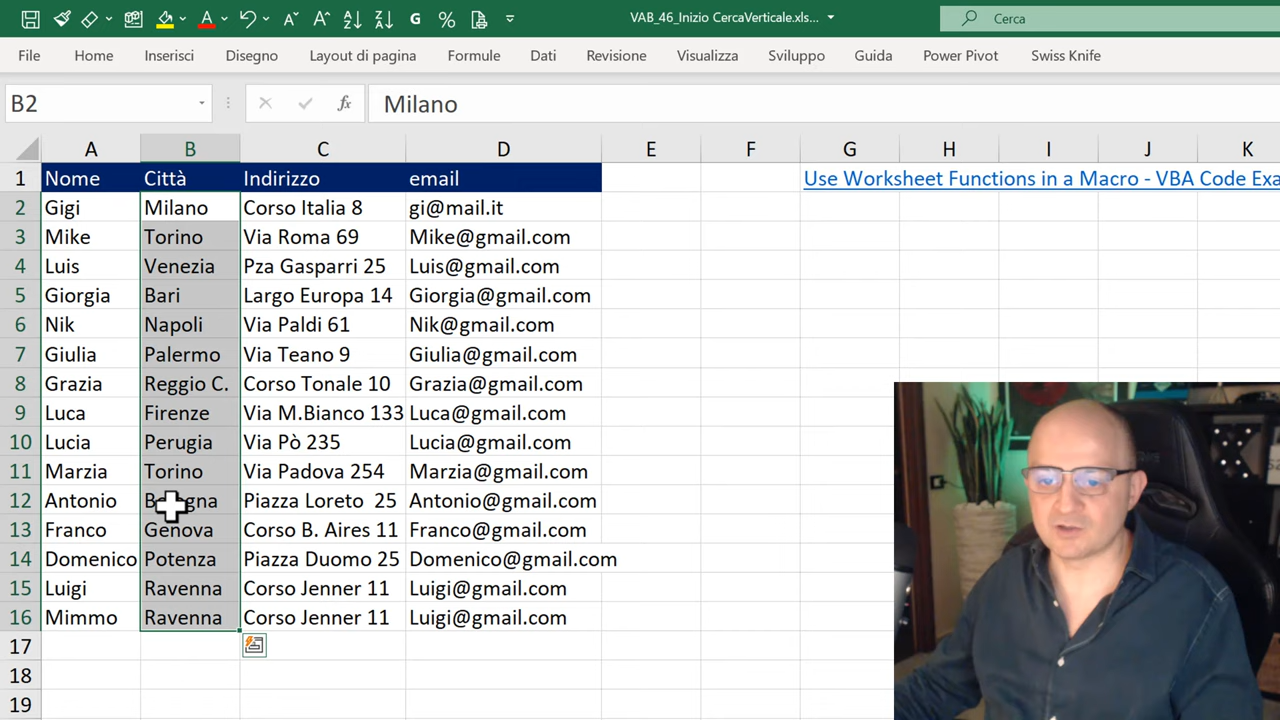 VAB_46_Inizio CercaVerticale.xls...
Cerca
File Home Inserisci Disegno Layout di pagina Formule Dati Revisione Visualizza Sviluppo Guida Power Pivot Swiss Knife
B2 fx Milano
A B C D E F G H I J K
1 Nome Città Indirizzo email Use Worksheet Functions in a Macro - VBA Code Exa
2 Gigi Milano Corso Italia 8 gi@mail.it
3 Mike Torino Via Roma 69 Mike@gmail.com
4 Luis Venezia Pza Gasparri 25 Luis@gmail.com
5 Giorgia Bari Largo Europa 14 Giorgia@gmail.com
6 Nik Napoli Via Paldi 61 Nik@gmail.com
7 Giulia Palermo Via Teano 9 Giulia@gmail.com
8 Grazia Reggio C. Corso Tonale 10 Grazia@gmail.com
9 Luca Firenze Via M.Bianco 133 Luca@gmail.com
10 Lucia Perugia Via Pò 235 Lucia@gmail.com
11 Marzia Torino Via Padova 254 Marzia@gmail.com
12 Antonio Piazza Loreto 25 Antonio@gmail.com
13 Franco Genova Corso B. Aires 11 Franco@gmail.com
14 Domenico Potenza Piazza Duomo 25 Domenico@gmail.com
15 Luigi Ravenna Corso Jenner 11 Luigi@gmail.com
16 Mimmo Ravenna Corso Jenner 11 Luigi@gmail.com
17
18
19